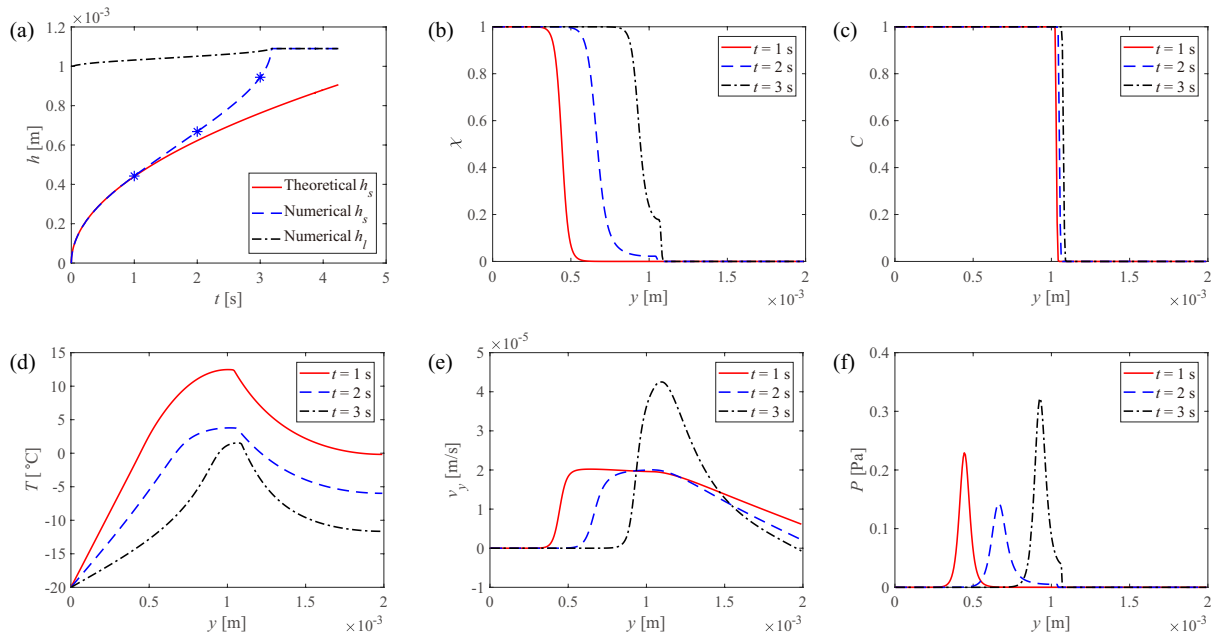 (a)
×10⁻³
1.2
1
0.8
0.6
0.4
0.2
0
h [m]
0 1 2 3 4 5
t [s]
Theoretical hₛ
Numerical hₛ
Numerical hₗ
(b)
1
0.8
0.6
0.4
0.2
0
χ
0 0.5 1 1.5 2
y [m]
×10⁻³
t = 1 s
t = 2 s
t = 3 s
(c)
1
0.8
0.6
0.4
0.2
0
C
0 0.5 1 1.5 2
y [m]
×10⁻³
t = 1 s
t = 2 s
t = 3 s
(d)
15
10
5
0
-5
-10
-15
-20
T [°C]
0 0.5 1 1.5 2
y [m]
×10⁻³
t = 1 s
t = 2 s
t = 3 s
(e)
×10⁻⁵
5
4
3
2
1
0
-1
v_y [m/s]
0 0.5 1 1.5 2
y [m]
×10⁻³
t = 1 s
t = 2 s
t = 3 s
(f)
0.4
0.3
0.2
0.1
0
P [Pa]
0 0.5 1 1.5 2
y [m]
×10⁻³
t = 1 s
t = 2 s
t = 3 s